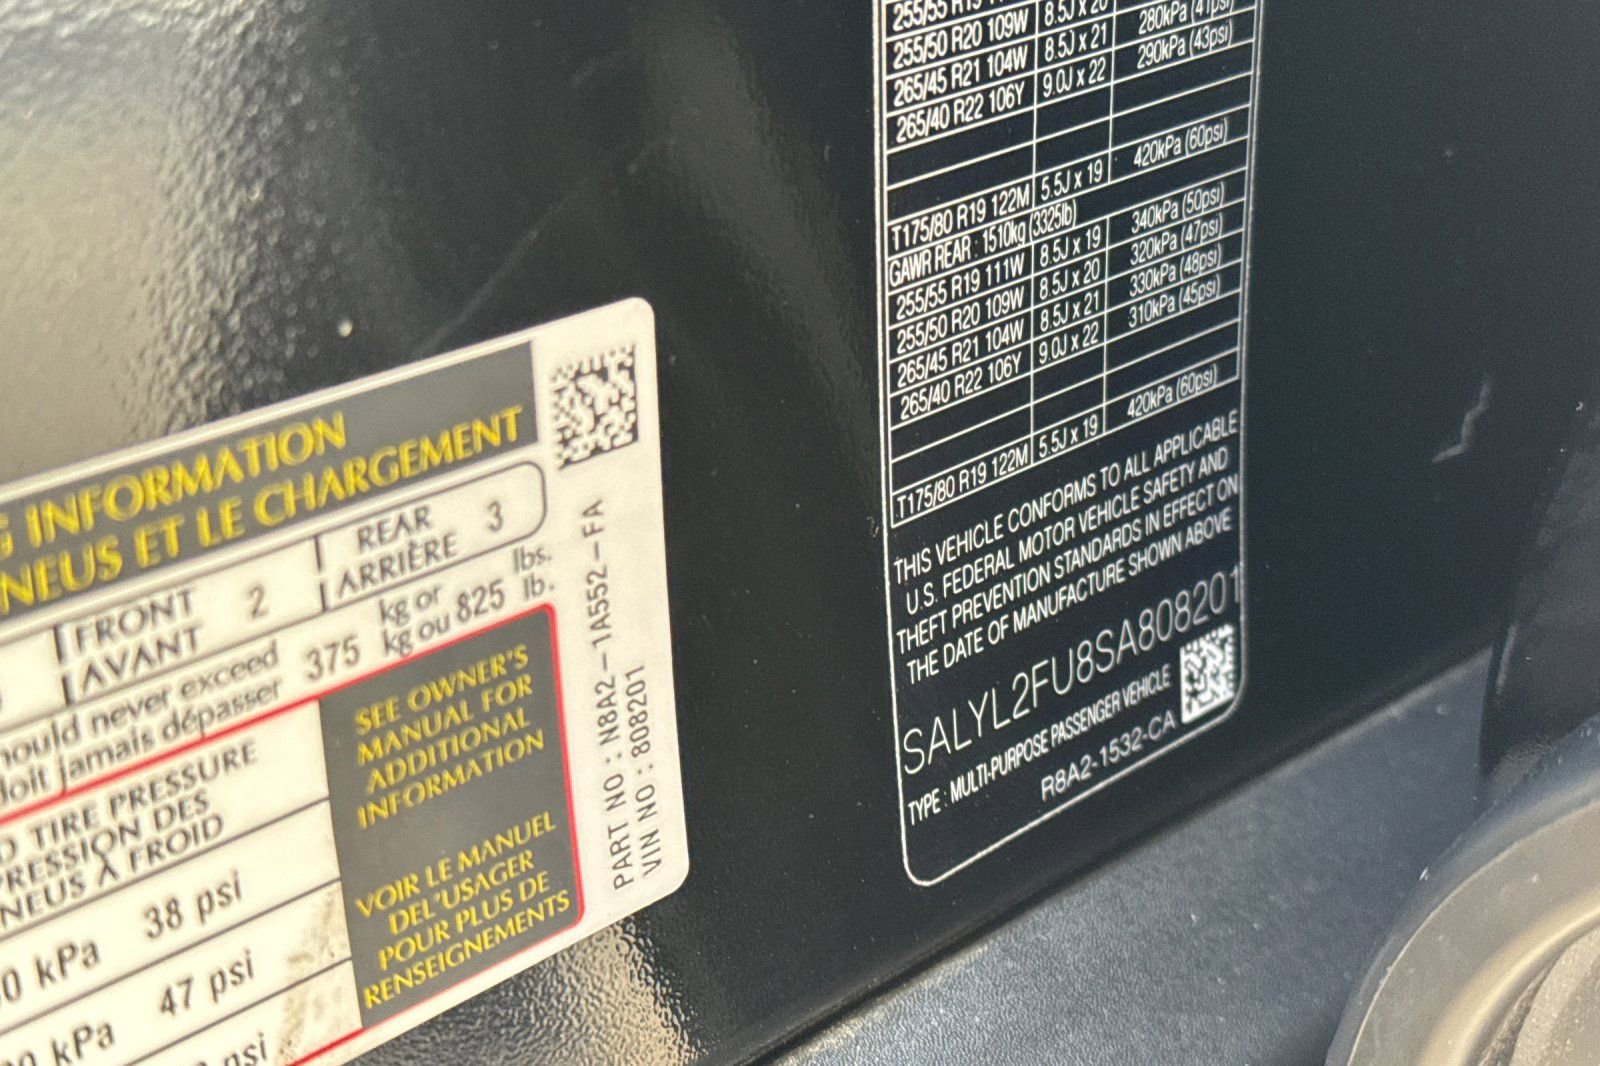 INFORMATION
NEUS ET LE CHARGEMENT
FRONT
AVANT
2
REAR
ARRIÈRE
3
should never exceed
doit jamais dépasser
375
kg or
kg ou 825
lbs.
lb.
TIRE PRESSURE
PRESSION DES
NEUS À FROID
kPa 38 psi
kPa 47 psi
psi
SEE OWNER'S
MANUAL FOR
ADDITIONAL
INFORMATION
VOIR LE MANUEL
DEL'USAGER
POUR PLUS DE
RENSEIGNEMENTS
PART NO : N8A2-1A552-FA
VIN NO : 808201
255/55 R19
255/50 R20 109W 8.5J x 20 280kPa (41psi)
265/45 R21 104W 8.5J x 21 290kPa (43psi)
265/40 R22 106Y 9.0J x 22
T175/80 R19 122M 5.5J x 19 420kPa (60psi)
GAWR REAR : 1510kg (3325lb)
255/55 R19 111W 8.5J x 19 340kPa (50psi)
255/50 R20 109W 8.5J x 20 320kPa (47psi)
265/45 R21 104W 8.5J x 21 330kPa (48psi)
265/40 R22 106Y 9.0J x 22 310kPa (45psi)
T175/80 R19 122M 5.5J x 19 420kPa (60psi)
THIS VEHICLE CONFORMS TO ALL APPLICABLE
U.S. FEDERAL MOTOR VEHICLE SAFETY AND
THEFT PREVENTION STANDARDS IN EFFECT ON
THE DATE OF MANUFACTURE SHOWN ABOVE
SALYL2FU8SA808201
TYPE : MULTI-PURPOSE PASSENGER VEHICLE
R8A2-1532-CA